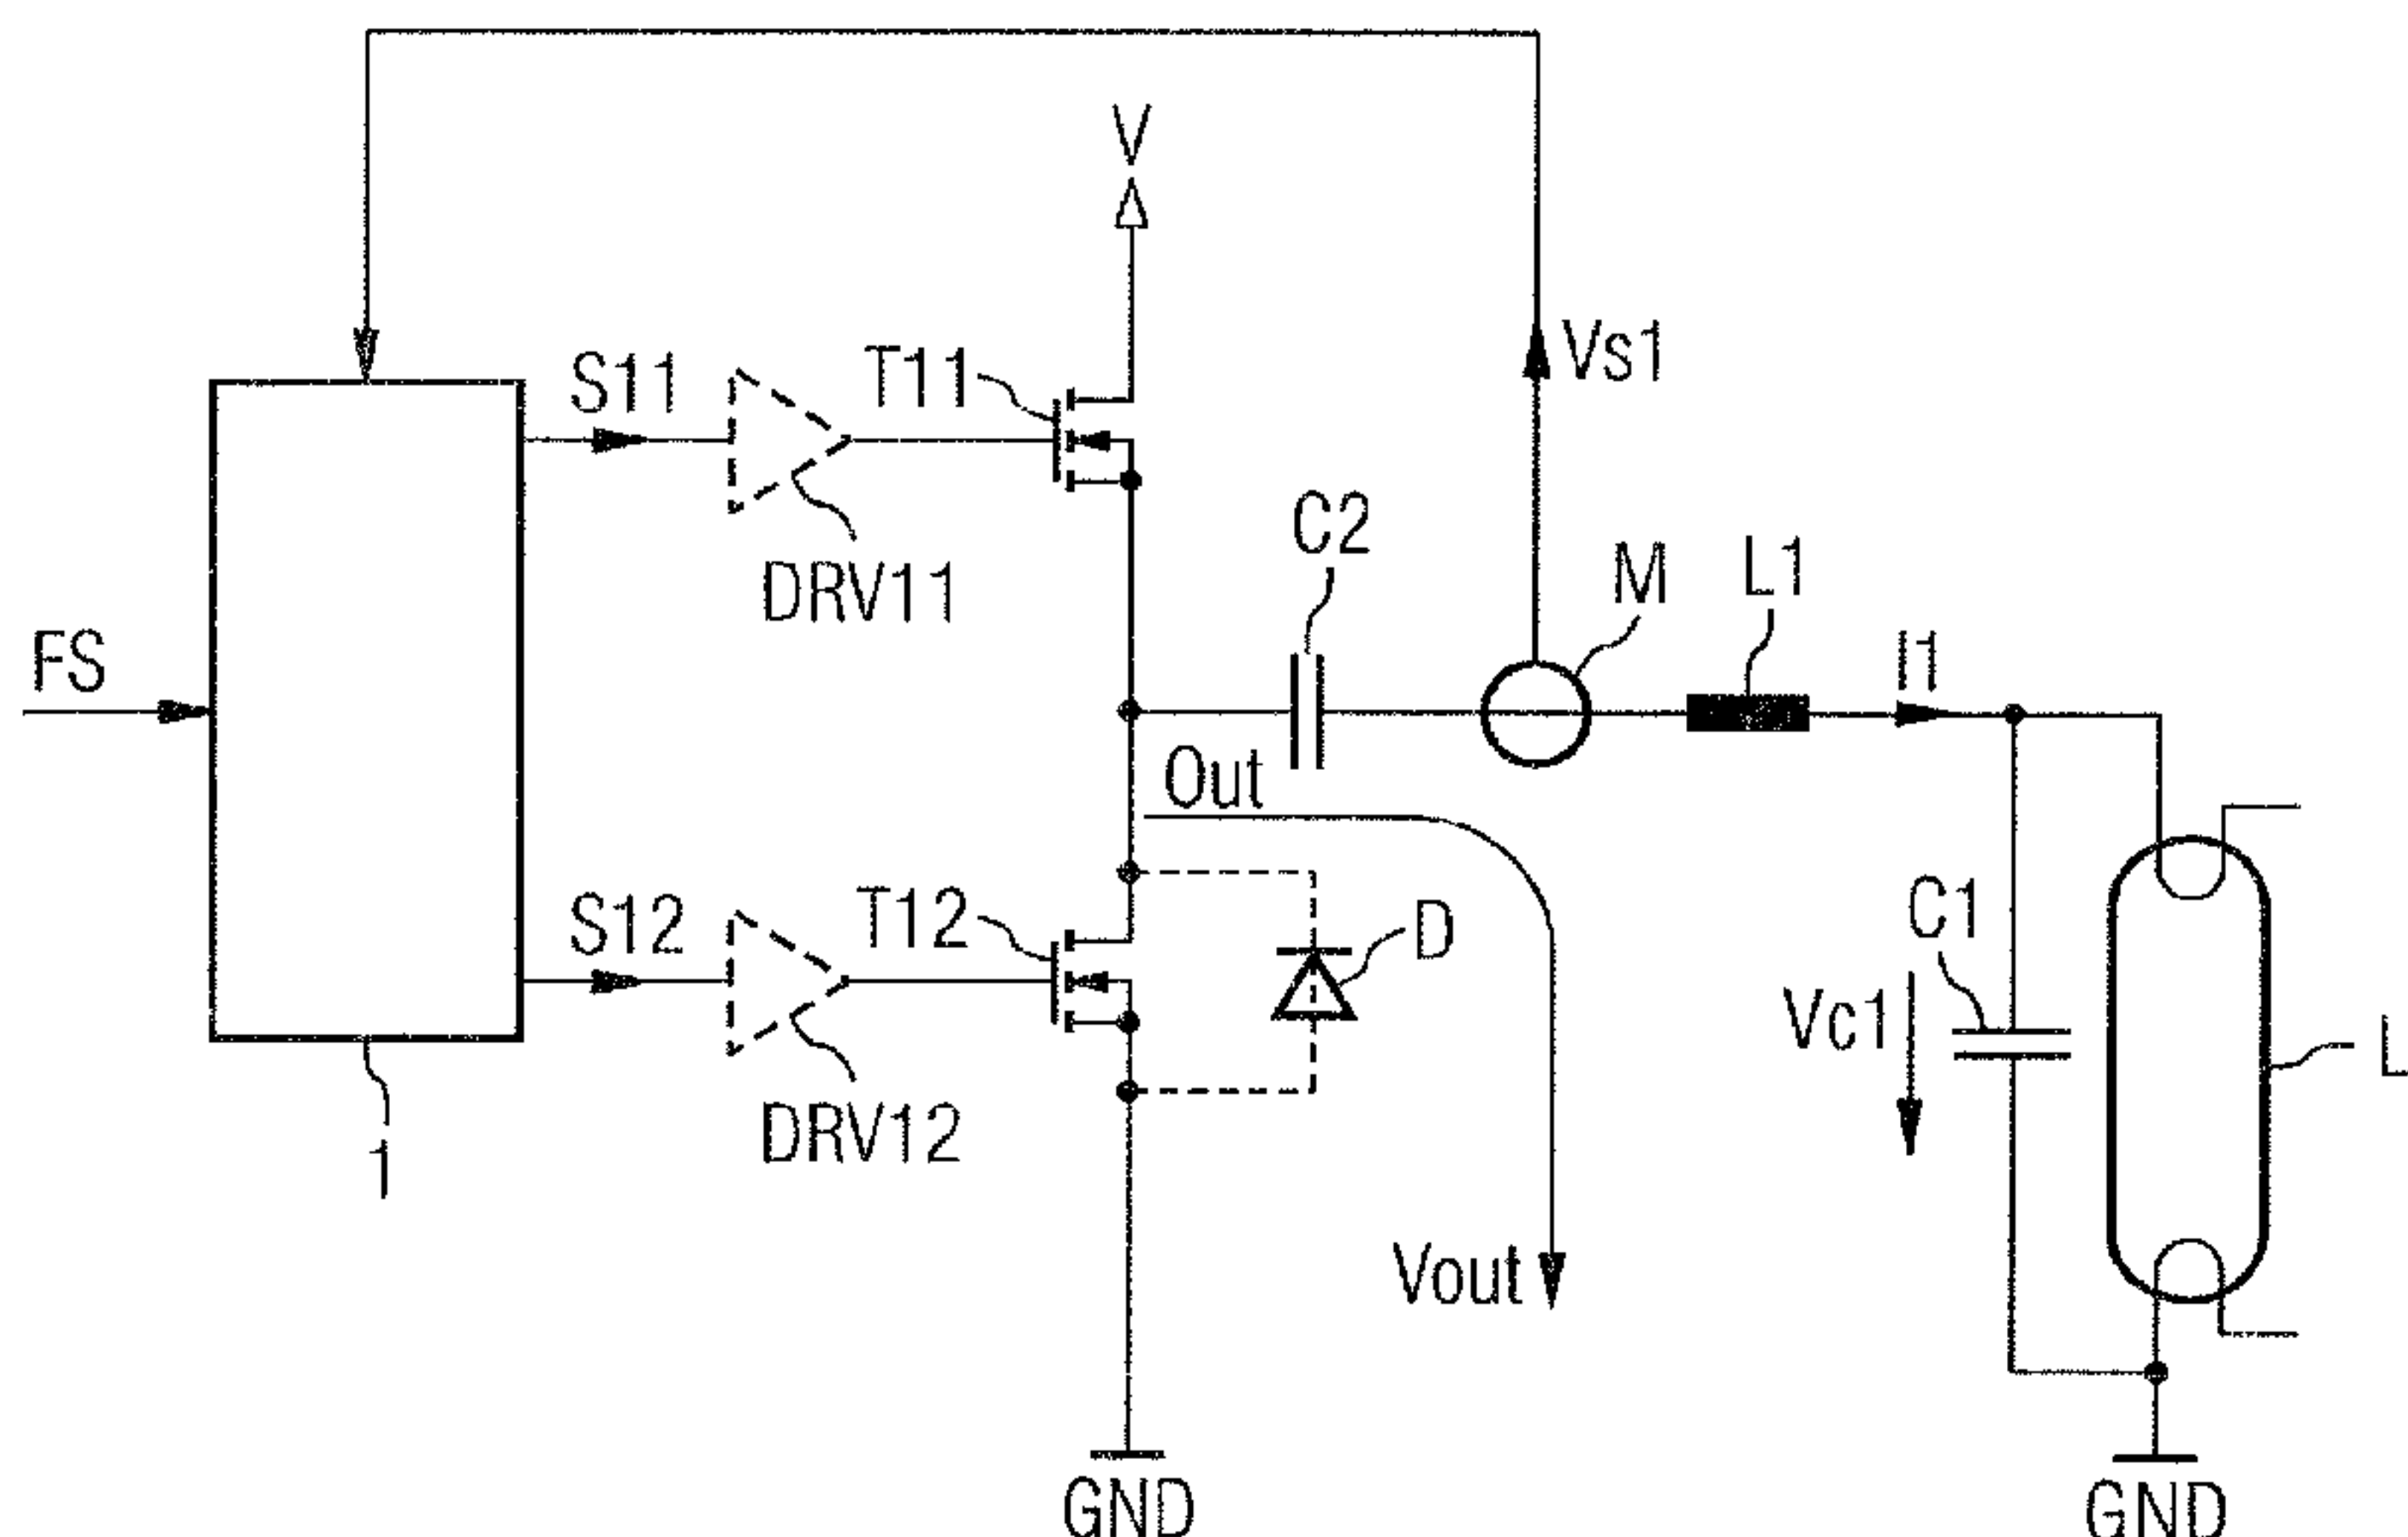 V
Vs1
S11
T11
DRV11
C2
M
L1
I1
FS
Out
S12
T12
DRV12
D
C1
Vc1
L
1
Vout
GND
GND